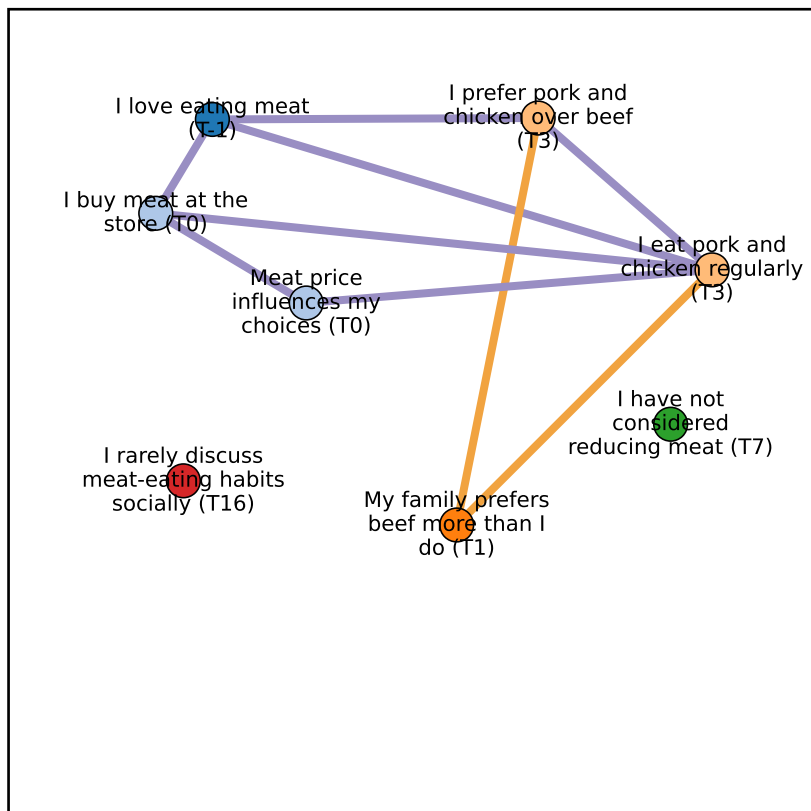 I love eating meat
(T-1)
I prefer pork and
chicken over beef
(T3)
I buy meat at the
store (T0)
I eat pork and
chicken regularly
(T3)
Meat price
influences my
choices (T0)
I have not
considered
reducing meat (T7)
I rarely discuss
meat-eating habits
socially (T16)
My family prefers
beef more than I
do (T1)